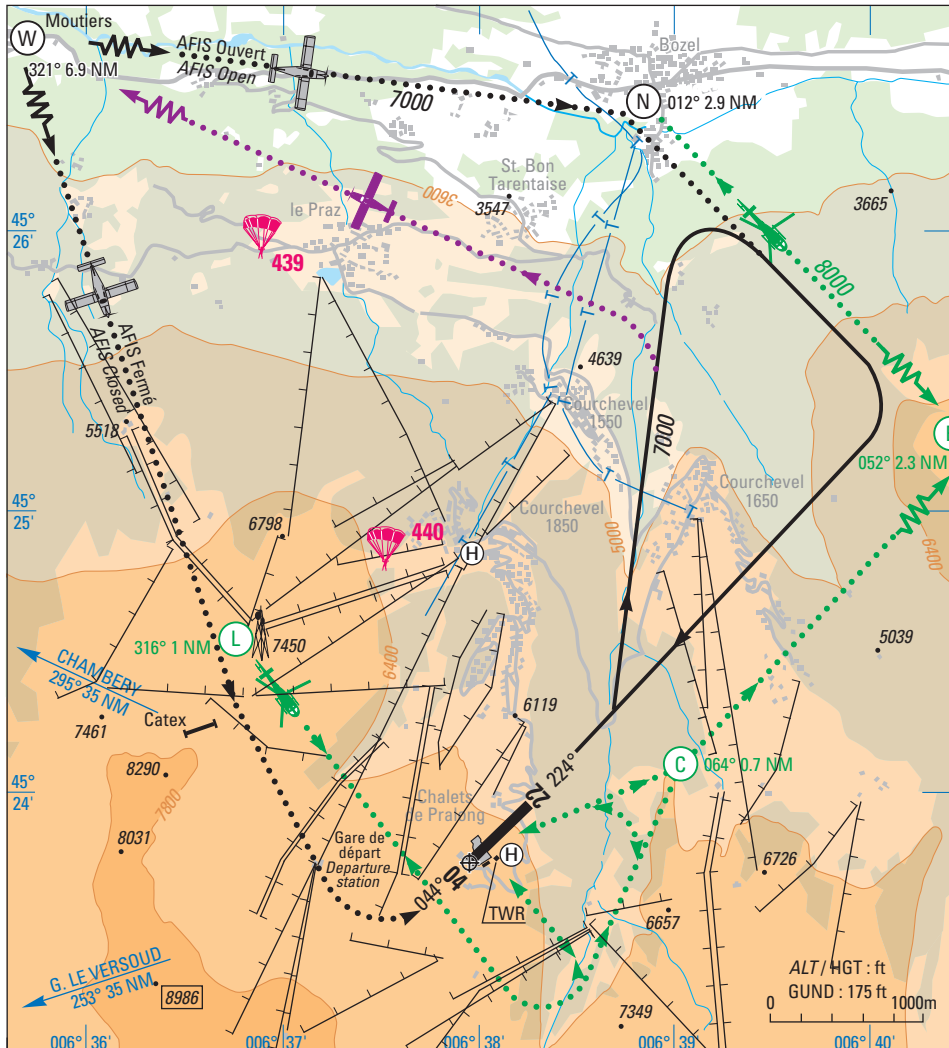 W
Moutiers
321° 6.9 NM
AFIS Ouvert
AFIS Open
7000
Bozel
N
012° 2.9 NM
St. Bon
Tarentaise
3547
3600
le Praz
439
3665
8000
45°
26'
AFIS Fermé
AFIS Closed
5518
4639
Courchevel
1550
7000
052° 2.3 NM
45°
25'
6798
440
H
Courchevel
1850
Courchevel
1650
5000
6400
L
316° 1 NM
7450
6400
5039
CHAMBERY
295° 35 NM
7461
Catex
6119
8290
7800
8031
C
064° 0.7 NM
224°
22
45°
24'
Chalets
de Pralong
Gare de
départ
Departure
station
044°
04
H
TWR
6726
6657
G. LE VERSOUD
253° 35 NM
8986
7349
ALT / HGT : ft
GUND : 175 ft
0
1000m
006° 36'
006° 37'
006° 38'
006° 39'
006° 40'